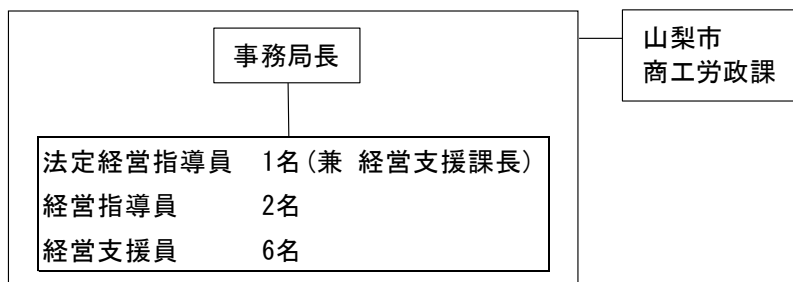 事務局長
山梨市
商工労政課
法定経営指導員　1名(兼 経営支援課長)
経営指導員　2名
経営支援員　6名